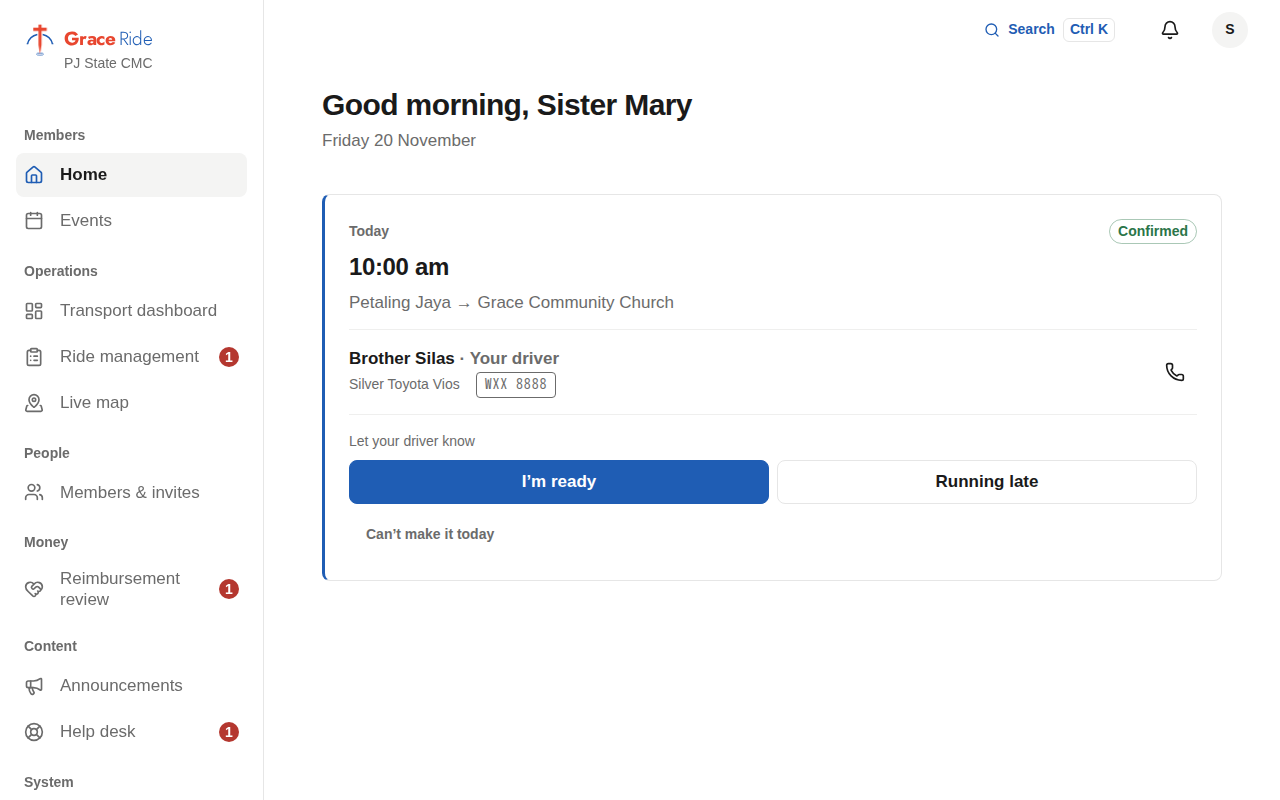 Grace Ride
PJ State CMC
Search Ctrl K
S
Members
Home
Events
Operations
Transport dashboard
Ride management 1
Live map
People
Members & invites
Money
Reimbursement
review 1
Content
Announcements
Help desk 1
System
Good morning, Sister Mary
Friday 20 November
Today
Confirmed
10:00 am
Petaling Jaya → Grace Community Church
Brother Silas · Your driver
Silver Toyota Vios WXX 8888
Let your driver know
I’m ready
Running late
Can’t make it today